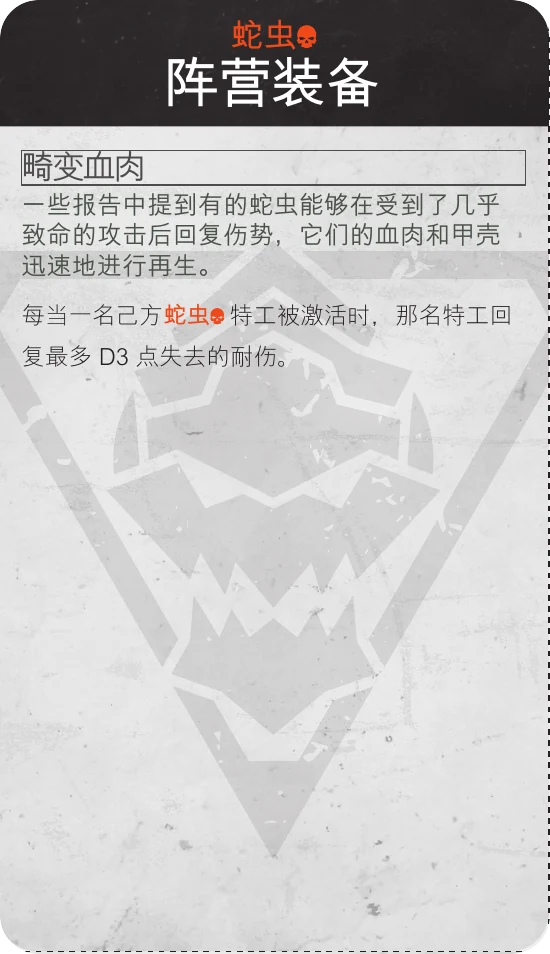 蛇虫
阵营装备
畸变血肉
一些报告中提到有的蛇虫能够在受到了几乎
致命的攻击后回复伤势，它们的血肉和甲壳
迅速地进行再生。
每当一名己方蛇虫特工被激活时，那名特工回
复最多 D3 点失去的耐伤。